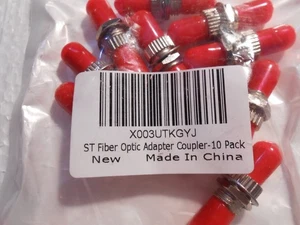 X003UTKGYJ
ST Fiber Optic Adapter Coupler-10 Pack
New Made In China